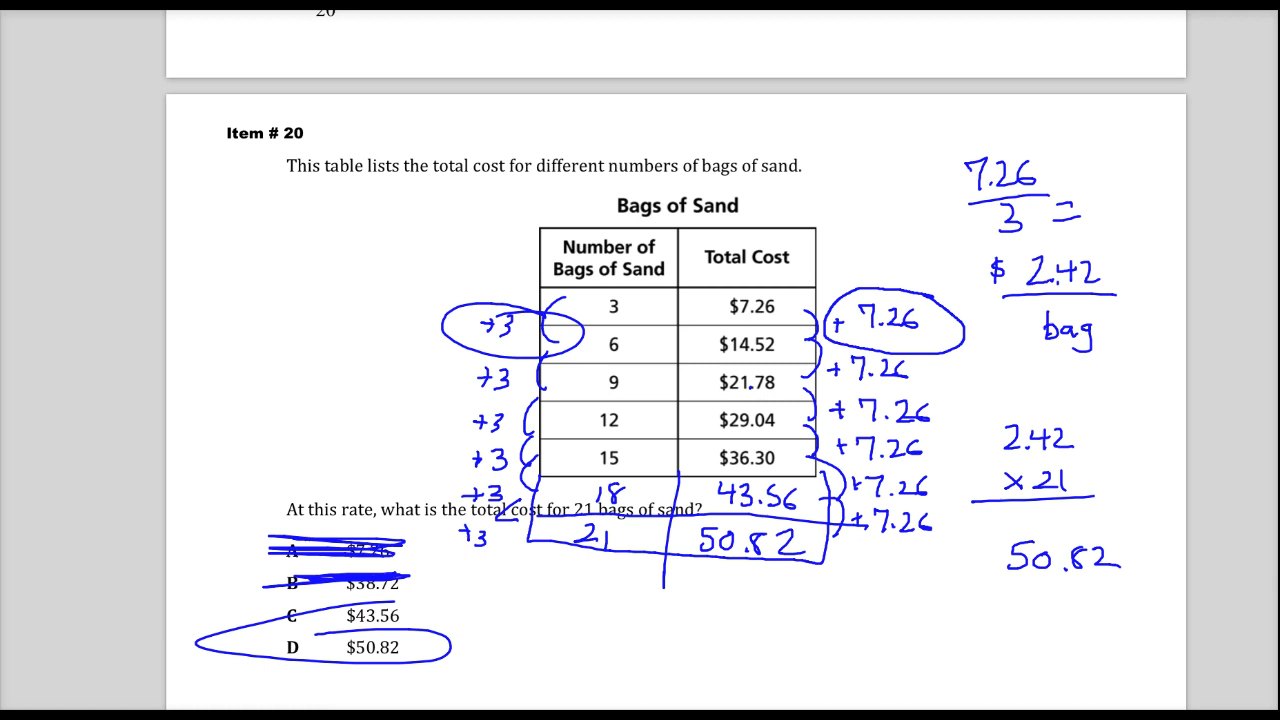 20
Item # 20
This table lists the total cost for different numbers of bags of sand.
Bags of Sand
Number of Bags of Sand Total Cost
3 $7.26
6 $14.52
9 $21.78
12 $29.04
15 $36.30
18 43.56
21 50.82
+3
+3
+3
+3
+3
+3
+ 7.26
+ 7.26
+ 7.26
+ 7.26
+ 7.26
+ 7.26
At this rate, what is the total cost for 21 bags of sand?
A
B $38.72
C $43.56
D $50.82
7.26
3 =
$ 2.42
bag
2.42
x 21
50.82